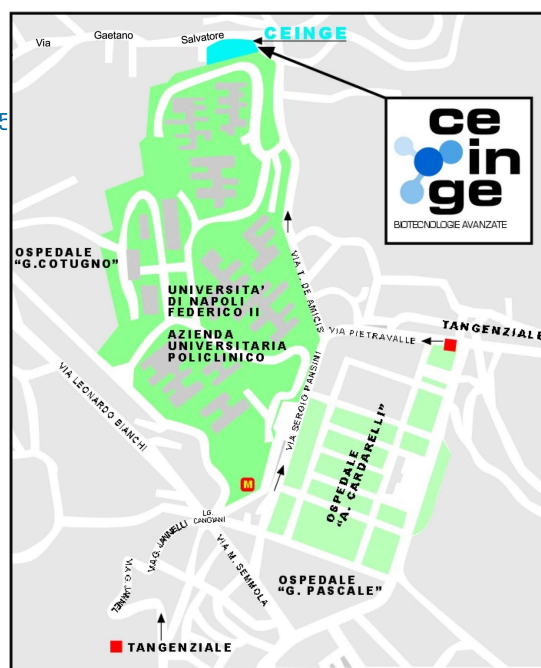 Via Gaetano Salvatore
CEINGE
ce
in
ge
BIOTECNOLOGIE AVANZATE
OSPEDALE
"G.COTUGNO"
UNIVERSITA'
DI NAPOLI
FEDERICO II
AZIENDA
UNIVERSITARIA
POLICLINICO
VIA T. DE AMICIS
VIA PIETRAVALLE
TANGENZIALE
VIA LEONARDO BIANCHI
VIA SERGIO PANSINI
OSPEDALE
"A. CARDARELLI"
M
LG.
CANGIANI
VIA G. JANNELLI
VIA M. SEMMOLA
OSPEDALE
"G. PASCALE"
TANGENZIALE